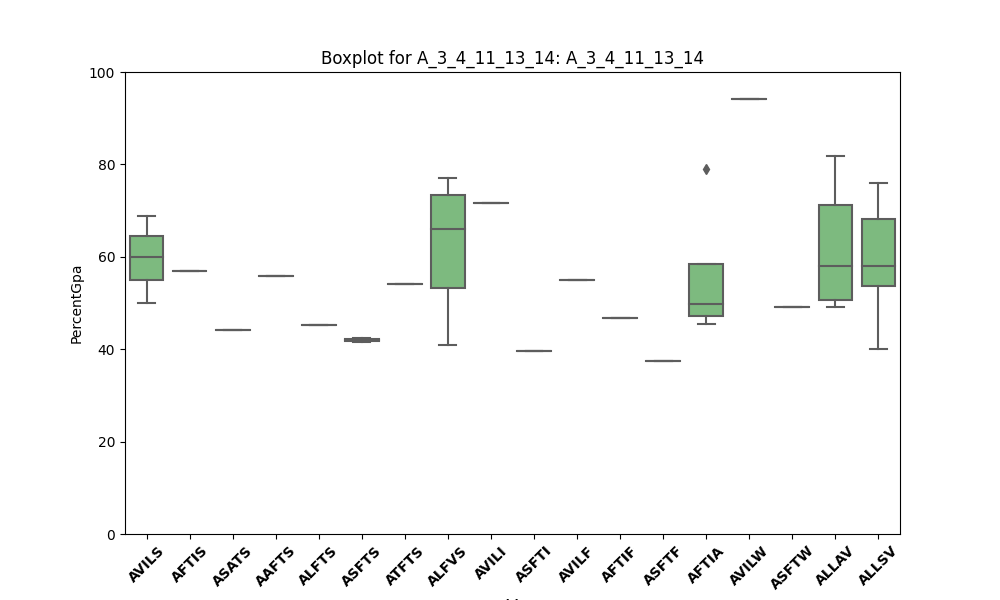 Boxplot for A_3_4_11_13_14: A_3_4_11_13_14
100
80
60
40
20
0
PercentGpa
AVILS
AFTIS
ASATS
AAFTS
ALFTS
ASFTS
ATFTS
ALFVS
AVILI
ASFTI
AVILF
AFTIF
ASFTF
AFTIA
AVILW
ASFTW
ALLAV
ALLSV